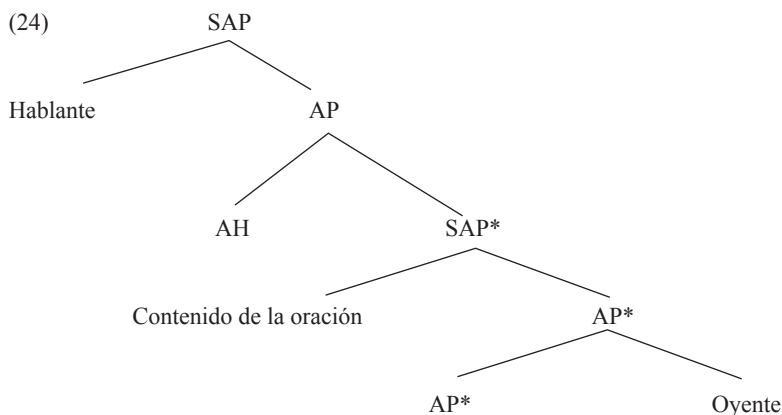 (24) SAP
Hablante AP
AH SAP*
Contenido de la oración AP*
AP* Oyente